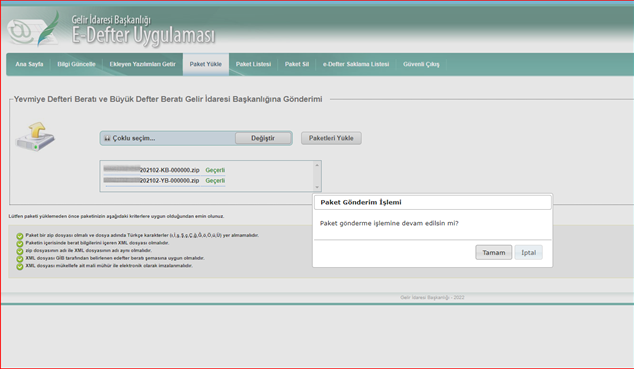 Gelir İdaresi Başkanlığı
E-Defter Uygulaması
Ana Sayfa Bilgi Güncelle Ekleyen Yazılımları Getir Paket Yükle Paket Listesi Paket Sil e-Defter Saklama Listesi Güvenli Çıkış
Yevmiye Defteri Beratı ve Büyük Defter Beratı Gelir İdaresi Başkanlığına Gönderimi
Çoklu seçim... Değiştir Paketleri Yükle
202102-KB-000000.zip Geçerli
202102-YB-000000.zip Geçerli
Paket Gönderim İşlemi
Paket gönderme işlemine devam edilsin mi?
Tamam İptal
Lütfen paketi yüklemeden önce paketinizin aşağıdaki kriterlere uygun olduğundan emin olunuz.
Paket bir zip dosyası olmalı ve dosya adında Türkçe karakterler (ı,İ,ş,Ş,ç,Ç,ğ,Ğ,ö,Ö,ü,Ü) yer almamalıdır.
Paketin içerisinde berat bilgilerini içeren XML dosyası olmalıdır.
zip dosyasının adı ile XML dosyasının adı aynı olmalıdır.
XML dosyası GİB tarafından belirlenen edefter beratı şemasına uygun olmalıdır.
XML dosyası mükellefe ait mali mühür ile elektronik olarak imzalanmalıdır.
Gelir İdaresi Başkanlığı - 2022